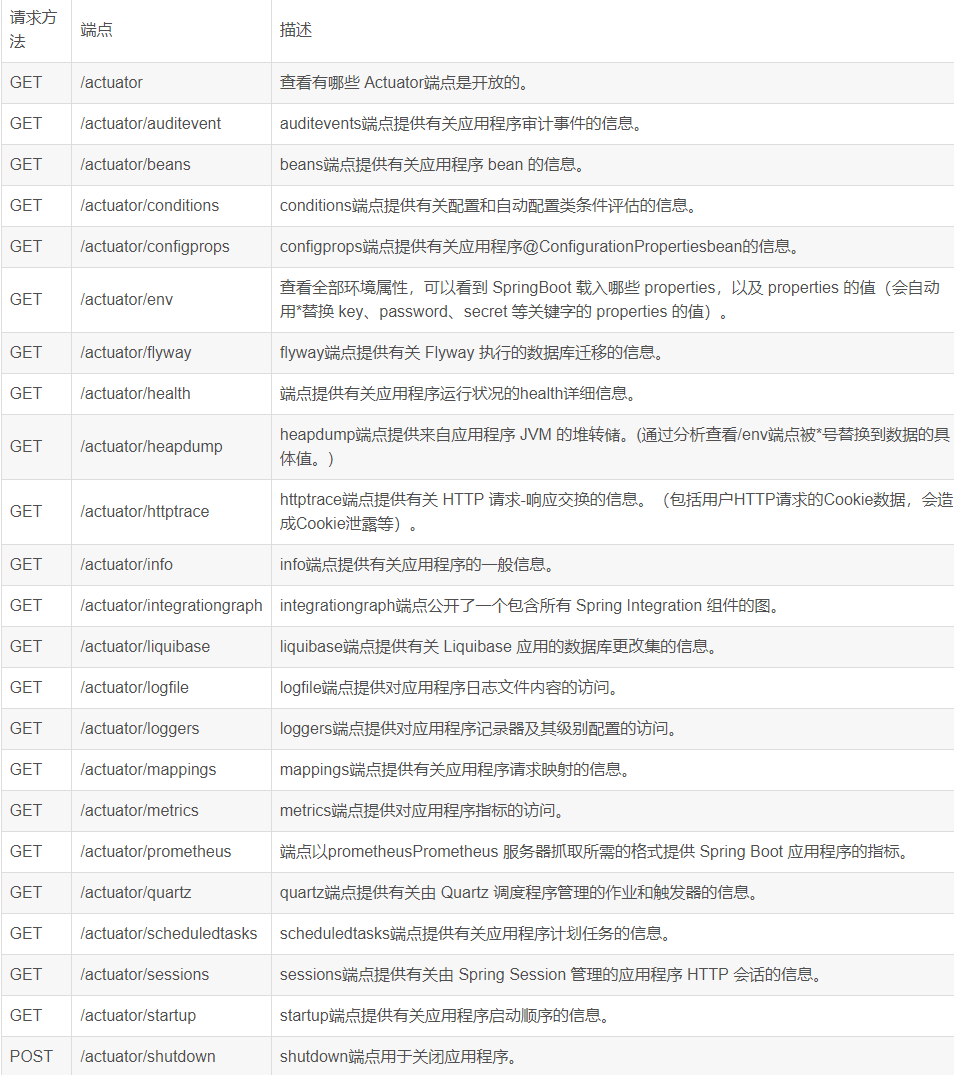 请求方
法
端点
描述
GET /actuator 查看有哪些 Actuator端点是开放的。
GET /actuator/auditevent auditevents端点提供有关应用程序审计事件的信息。
GET /actuator/beans beans端点提供有关应用程序 bean 的信息。
GET /actuator/conditions conditions端点提供有关配置和自动配置类条件评估的信息。
GET /actuator/configprops configprops端点提供有关应用程序@ConfigurationPropertiesbean的信息。
GET /actuator/env 查看全部环境属性，可以看到 SpringBoot 载入哪些 properties，以及 properties 的值（会自动
用*替换 key、password、secret 等关键字的 properties 的值）。
GET /actuator/flyway flyway端点提供有关 Flyway 执行的数据库迁移的信息。
GET /actuator/health 端点提供有关应用程序运行状况的health详细信息。
GET /actuator/heapdump heapdump端点提供来自应用程序 JVM 的堆转储。(通过分析查看/env端点被*号替换到数据的具
体值。)
GET /actuator/httptrace httptrace端点提供有关 HTTP 请求-响应交换的信息。（包括用户HTTP请求的Cookie数据，会造
成Cookie泄露等）。
GET /actuator/info info端点提供有关应用程序的一般信息。
GET /actuator/integrationgraph integrationgraph端点公开了一个包含所有 Spring Integration 组件的图。
GET /actuator/liquibase liquibase端点提供有关 Liquibase 应用的数据库更改集的信息。
GET /actuator/logfile logfile端点提供对应用程序日志文件内容的访问。
GET /actuator/loggers loggers端点提供对应用程序记录器及其级别配置的访问。
GET /actuator/mappings mappings端点提供有关应用程序请求映射的信息。
GET /actuator/metrics metrics端点提供对应用程序指标的访问。
GET /actuator/prometheus 端点以prometheusPrometheus 服务器抓取所需的格式提供 Spring Boot 应用程序的指标。
GET /actuator/quartz quartz端点提供有关由 Quartz 调度程序管理的作业和触发器的信息。
GET /actuator/scheduledtasks scheduledtasks端点提供有关应用程序计划任务的信息。
GET /actuator/sessions sessions端点提供有关由 Spring Session 管理的应用程序 HTTP 会话的信息。
GET /actuator/startup startup端点提供有关应用程序启动顺序的信息。
POST /actuator/shutdown shutdown端点用于关闭应用程序。